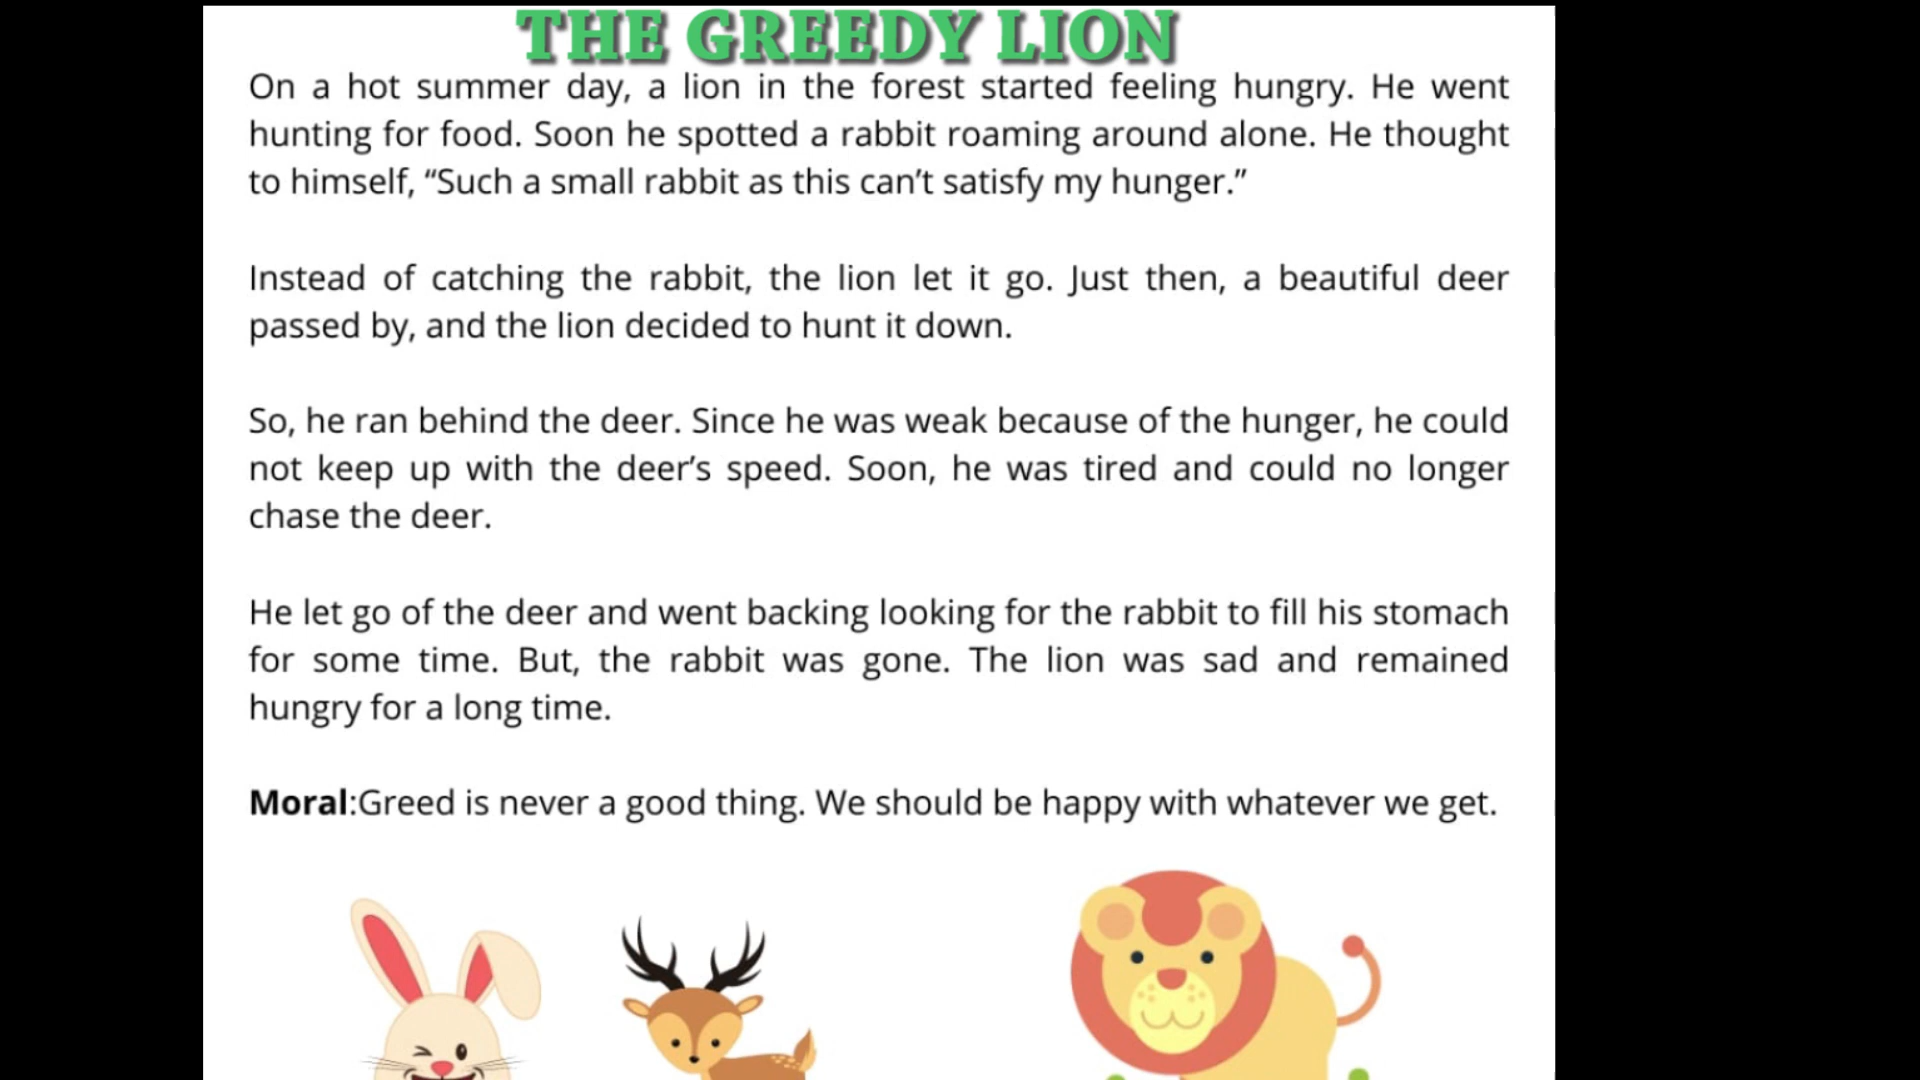 THE GREEDY LION
On a hot summer day, a lion in the forest started feeling hungry. He went
hunting for food. Soon he spotted a rabbit roaming around alone. He thought
to himself, “Such a small rabbit as this can’t satisfy my hunger.”
Instead of catching the rabbit, the lion let it go. Just then, a beautiful deer
passed by, and the lion decided to hunt it down.
So, he ran behind the deer. Since he was weak because of the hunger, he could
not keep up with the deer’s speed. Soon, he was tired and could no longer
chase the deer.
He let go of the deer and went backing looking for the rabbit to fill his stomach
for some time. But, the rabbit was gone. The lion was sad and remained
hungry for a long time.
Moral:Greed is never a good thing. We should be happy with whatever we get.